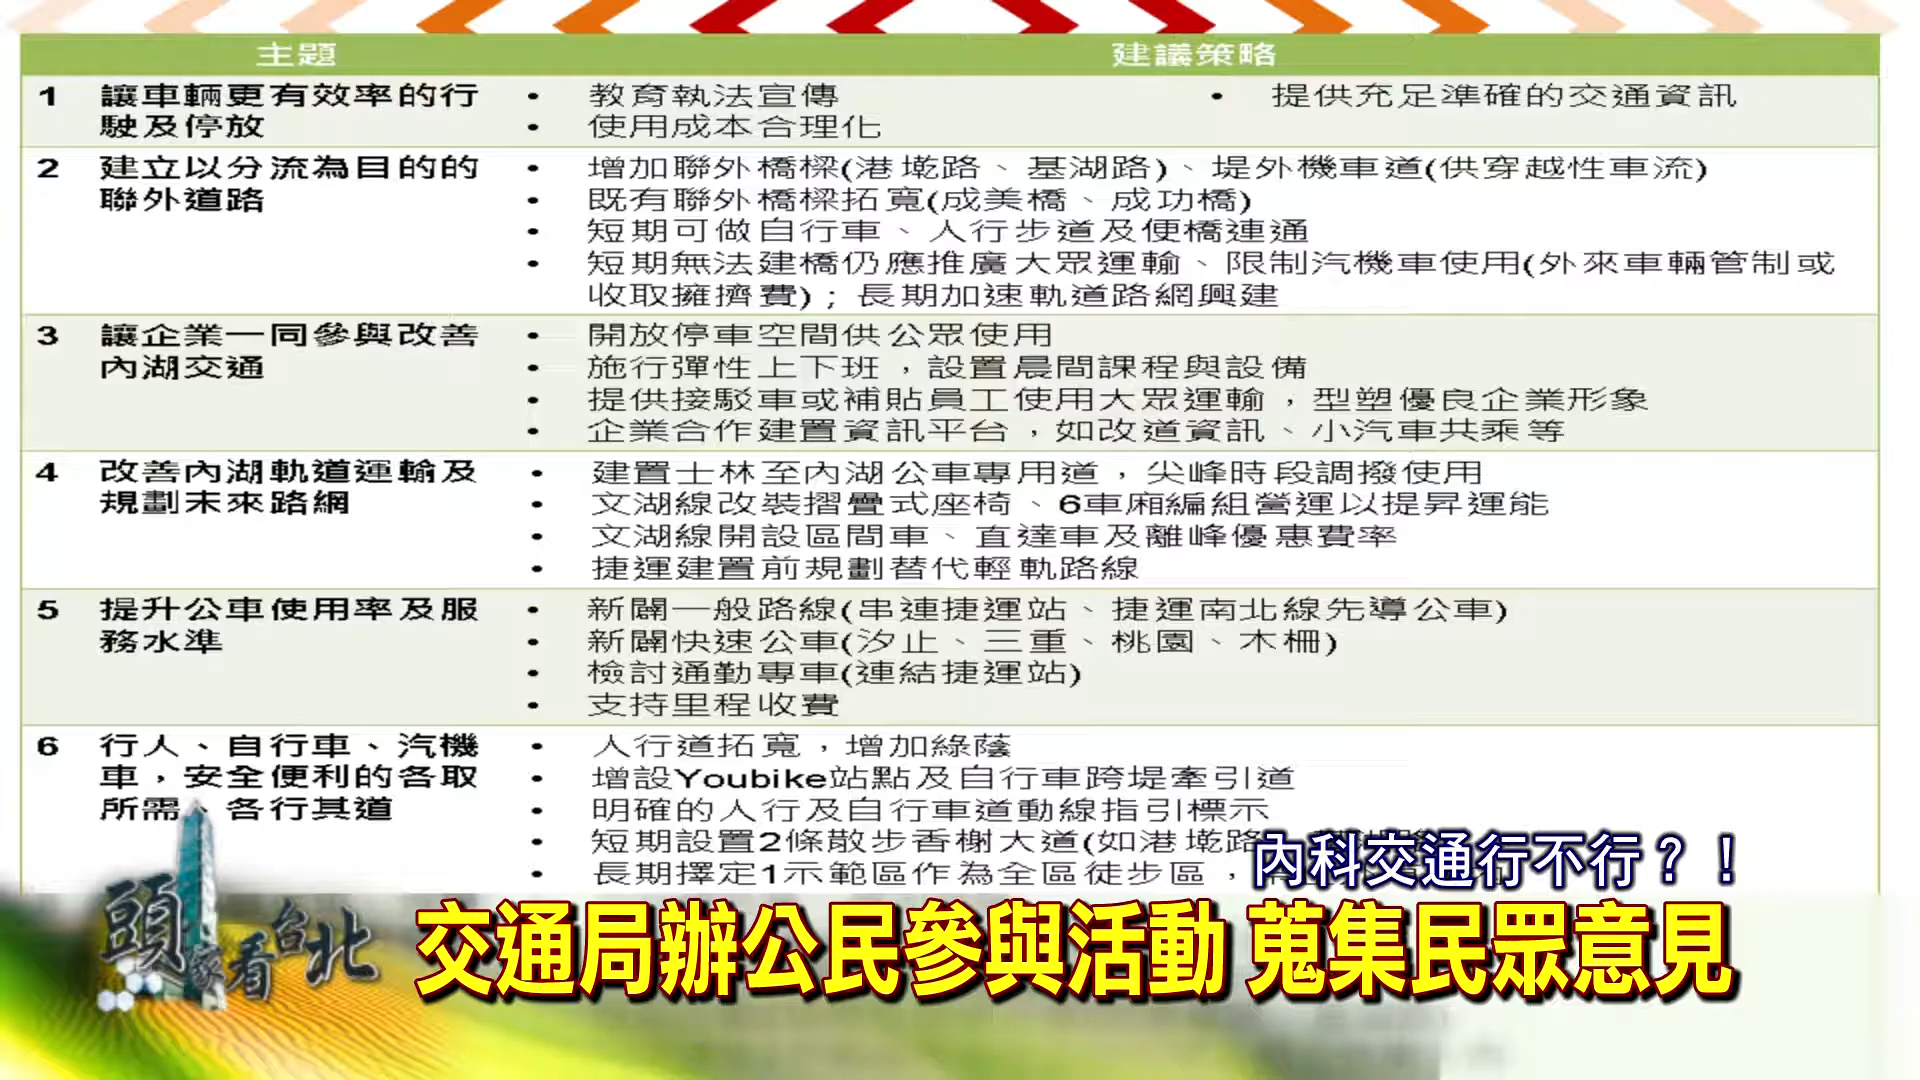 主題 建議策略
1 讓車輛更有效率的行 • 教育執法宣傳 • 提供充足準確的交通資訊
駛及停放 • 使用成本合理化
2 建立以分流為目的的 • 增加聯外橋樑(港墘路、基湖路)、堤外機車道(供穿越性車流)
聯外道路 • 既有聯外橋樑拓寬(成美橋、成功橋)
• 短期可做自行車、人行步道及便橋連通
• 短期無法建橋仍應推廣大眾運輸、限制汽機車使用(外來車輛管制或
收取擁擠費)；長期加速軌道路網興建
3 讓企業一同參與改善 • 開放停車空間供公眾使用
內湖交通 • 施行彈性上下班，設置晨間課程與設備
• 提供接駁車或補貼員工使用大眾運輸，型塑優良企業形象
• 企業合作建置資訊平台，如改道資訊、小汽車共乘等
4 改善內湖軌道運輸及 • 建置士林至內湖公車專用道，尖峰時段調撥使用
規劃未來路網 • 文湖線改裝摺疊式座椅、6車廂編組營運以提昇運能
• 文湖線開設區間車、直達車及離峰優惠費率
• 捷運建置前規劃替代輕軌路線
5 提升公車使用率及服 • 新闢一般路線(串連捷運站、捷運南北線先導公車)
務水準 • 新闢快速公車(汐止、三重、桃園、木柵)
• 檢討通勤專車(連結捷運站)
• 支持里程收費
6 行人、自行車、汽機 • 人行道拓寬，增加綠蔭
車，安全便利的各取 • 增設Youbike站點及自行車跨堤牽引道
所需、各行其道 • 明確的人行及自行車道動線指引標示
• 短期設置2條散步香榭大道(如港墘路
• 長期擇定1示範區作為全區徒步區，
內科交通行不行？！
頭家看台北
交通局辦公民參與活動 蒐集民眾意見